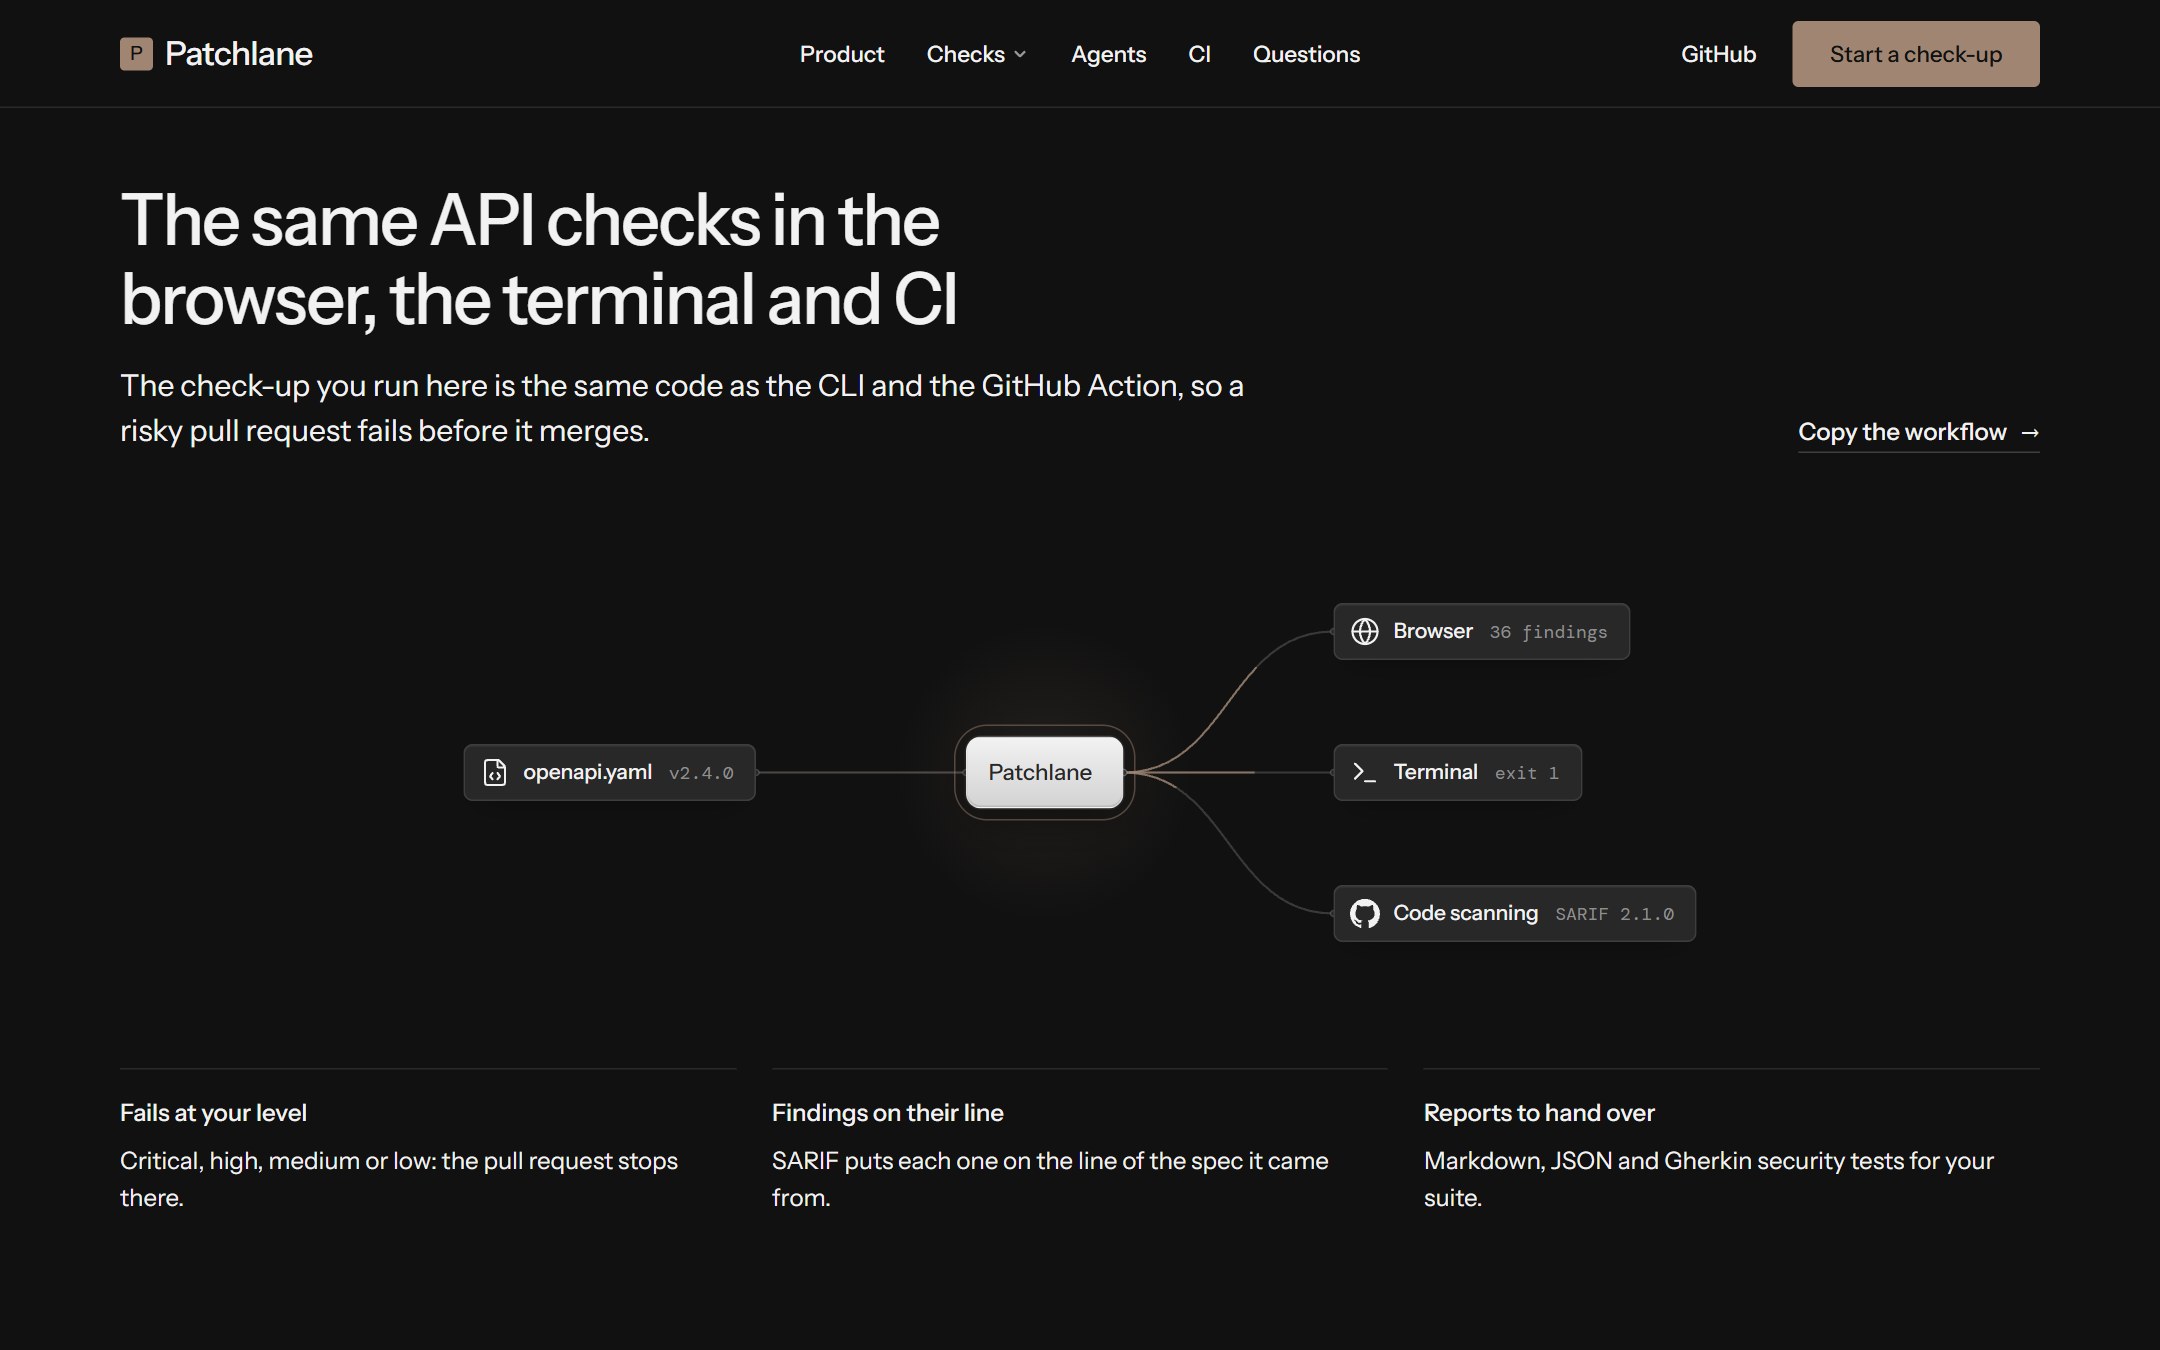 P Patchlane
Product Checks Agents CI Questions
GitHub Start a check-up
The same API checks in the
browser, the terminal and CI
The check-up you run here is the same code as the CLI and the GitHub Action, so a
risky pull request fails before it merges.
Copy the workflow →
openapi.yaml v2.4.0
Patchlane
Browser 36 findings
Terminal exit 1
Code scanning SARIF 2.1.0
Fails at your level
Critical, high, medium or low: the pull request stops
there.
Findings on their line
SARIF puts each one on the line of the spec it came
from.
Reports to hand over
Markdown, JSON and Gherkin security tests for your
suite.